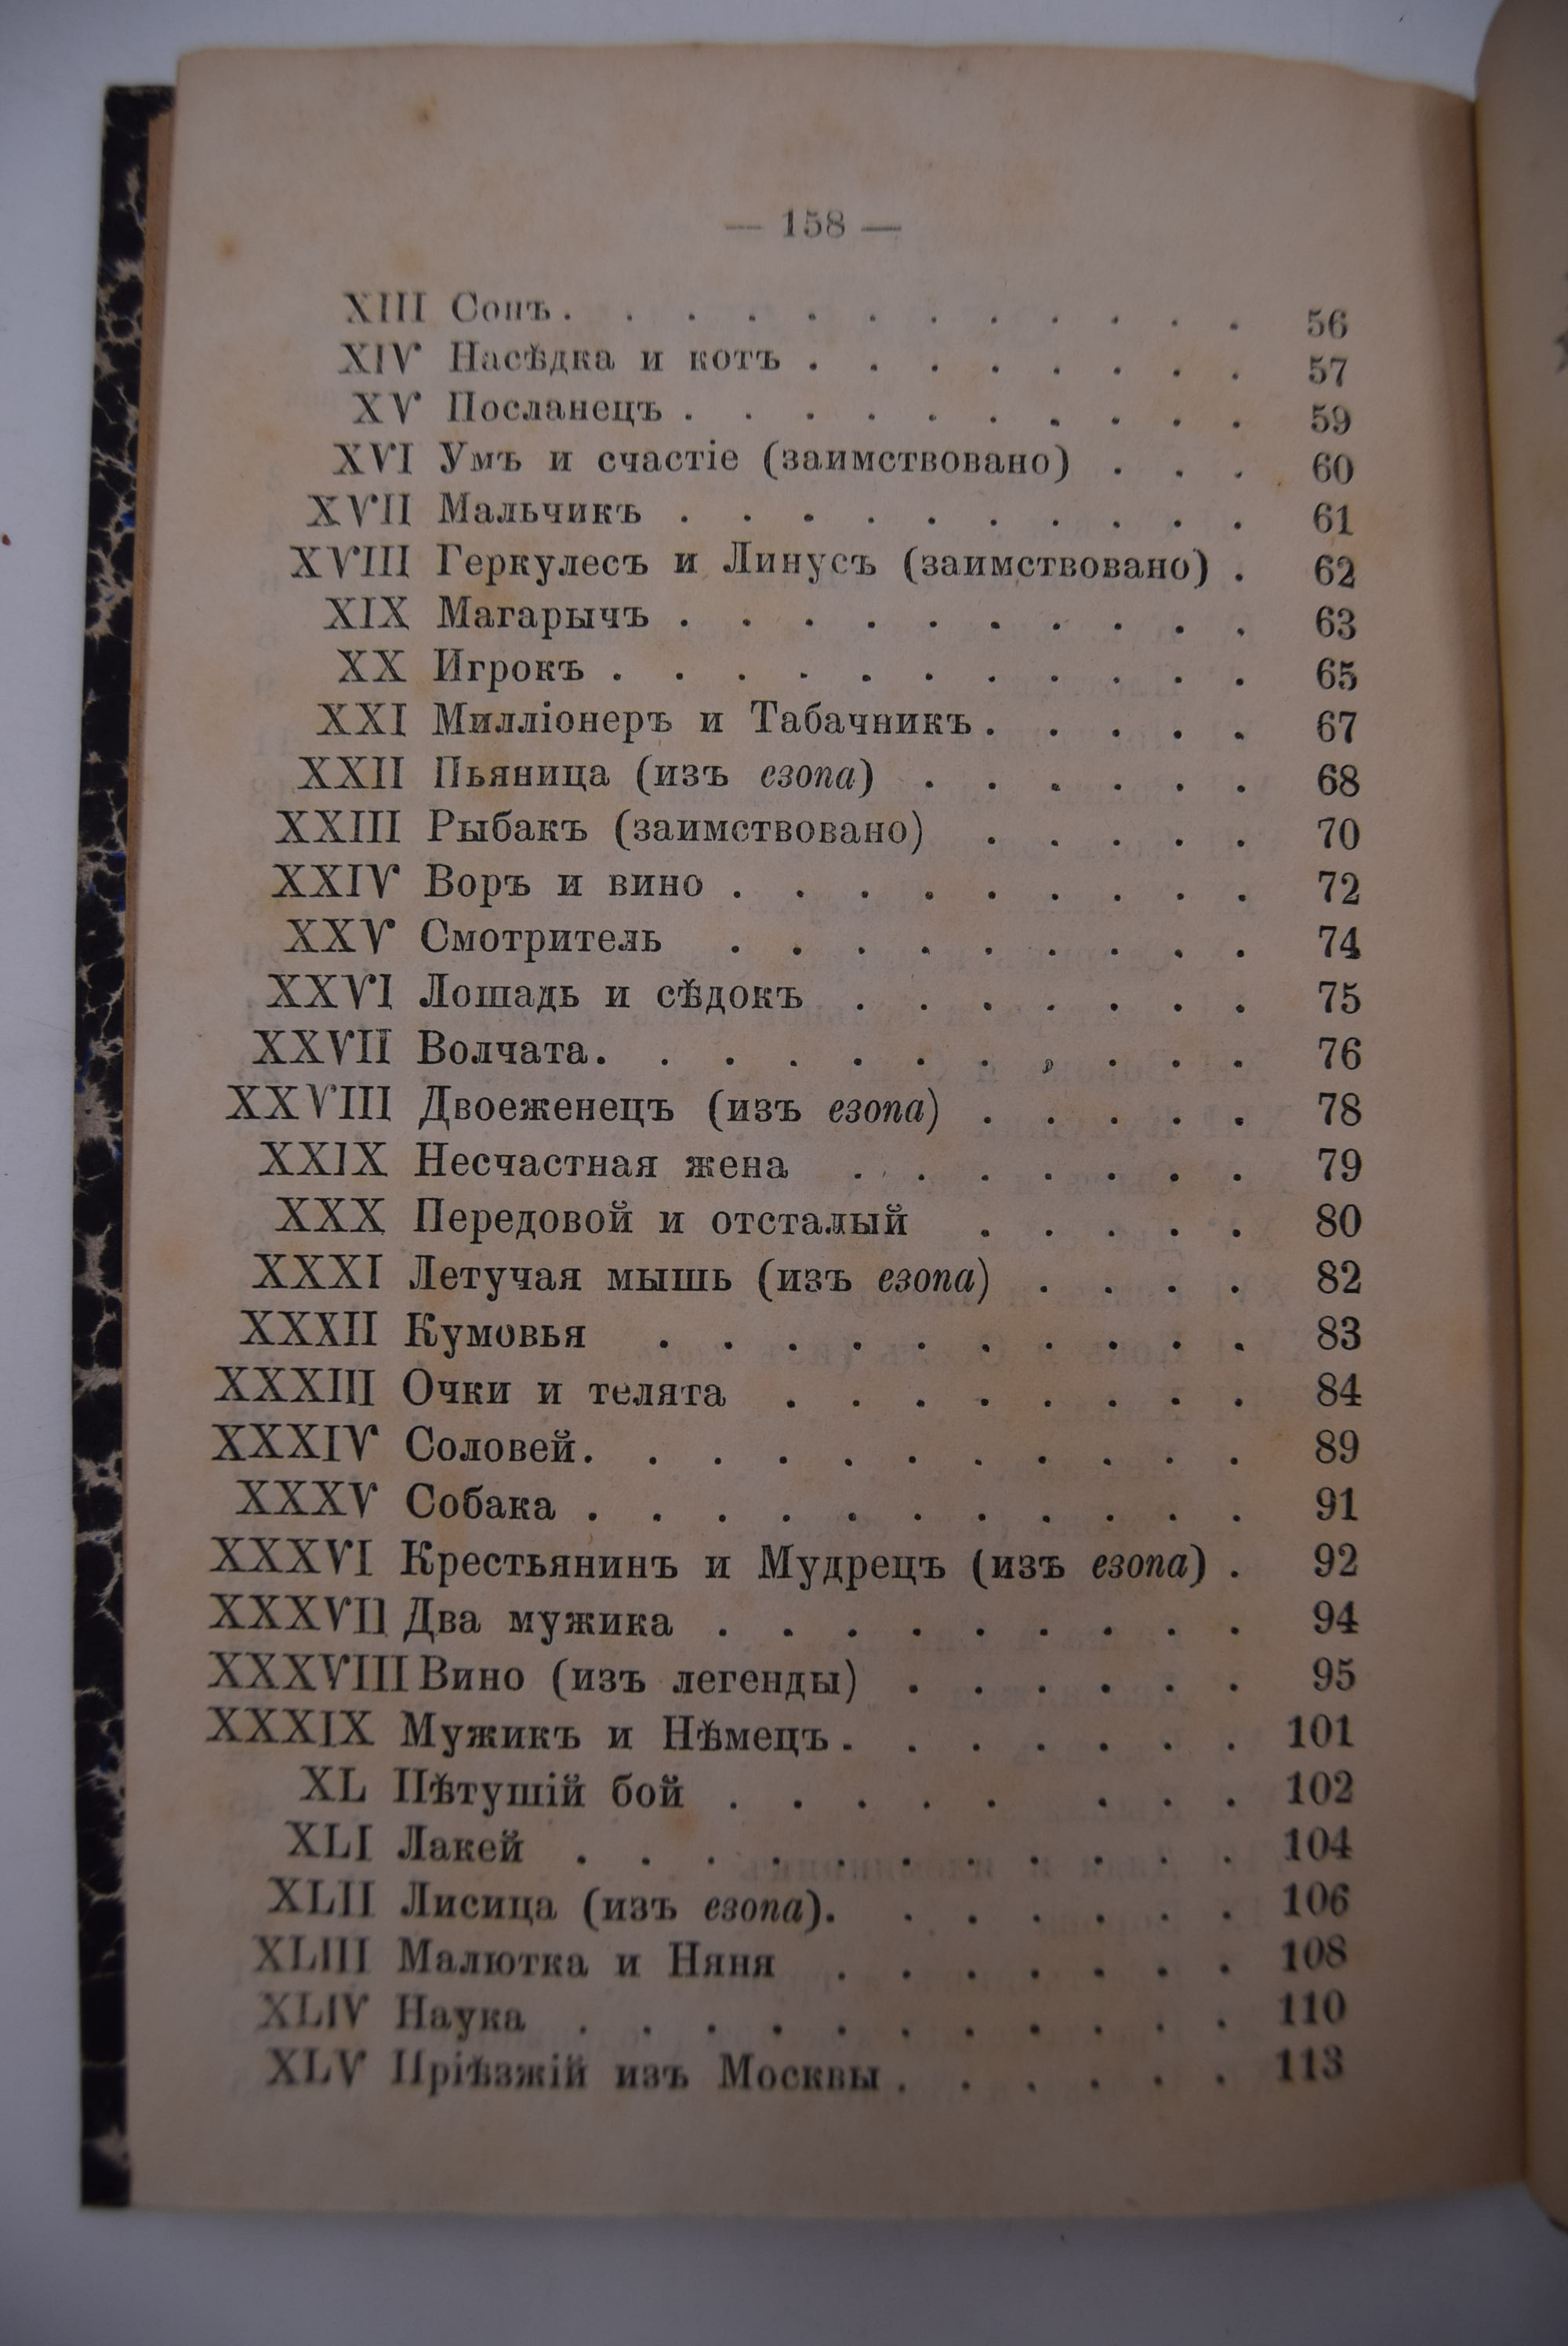 — 158 —
XIII Сонъ. . . . . . . . . . . . 56
XIV Насѣдка и котъ . . . . . . . . 57
XV Посланецъ . . . . . . . . . . 59
XVI Умъ и счастіе (заимствовано) . . . 60
XVII Мальчикъ . . . . . . . . . . 61
XVIII Геркулесъ и Линусъ (заимствовано) . 62
XIX Магарычъ . . . . . . . . . . 63
XX Игрокъ . . . . . . . . . . . 65
XXI Милліонеръ и Табачникъ. . . . . 67
XXII Пьяница (изъ езопа) . . . . . . 68
XXIII Рыбакъ (заимствовано) . . . . . 70
XXIV Воръ и вино . . . . . . . . . 72
XXV Смотритель . . . . . . . . . 74
XXVI Лошадь и сѣдокъ . . . . . . . 75
XXVII Волчата. . . . . . . . . . . 76
XXVIII Двоеженецъ (изъ езопа) . . . . . 78
XXIX Несчастная жена . . . . . . . 79
XXX Передовой и отсталый . . . . . 80
XXXI Летучая мышь (изъ езопа) . . . . 82
XXXII Кумовья . . . . . . . . . . 83
XXXIII Очки и телята . . . . . . . . 84
XXXIV Соловей. . . . . . . . . . . 89
XXXV Собака . . . . . . . . . . . 91
XXXVI Крестьянинъ и Мудрецъ (изъ езопа) . 92
XXXVII Два мужика . . . . . . . . . 94
XXXVIII Вино (изъ легенды) . . . . . . 95
XXXIX Мужикъ и Нѣмецъ. . . . . . . 101
XL Пѣтушій бой . . . . . . . . 102
XLI Лакей . . . . . . . . . . . 104
XLII Лисица (изъ езопа). . . . . . . 106
XLIII Малютка и Няня . . . . . . . 108
XLIV Наука . . . . . . . . . . . 110
XLV Пріѣзжій изъ Москвы . . . . . . 113